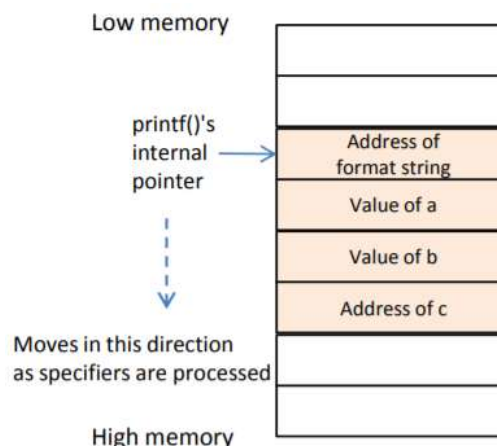 Low memory
printf()'s
internal
pointer
Address of
format string
Value of a
Value of b
Address of c
Moves in this direction
as specifiers are processed
High memory